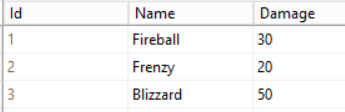 Id Name Damage
1 Fireball 30
2 Frenzy 20
3 Blizzard 50